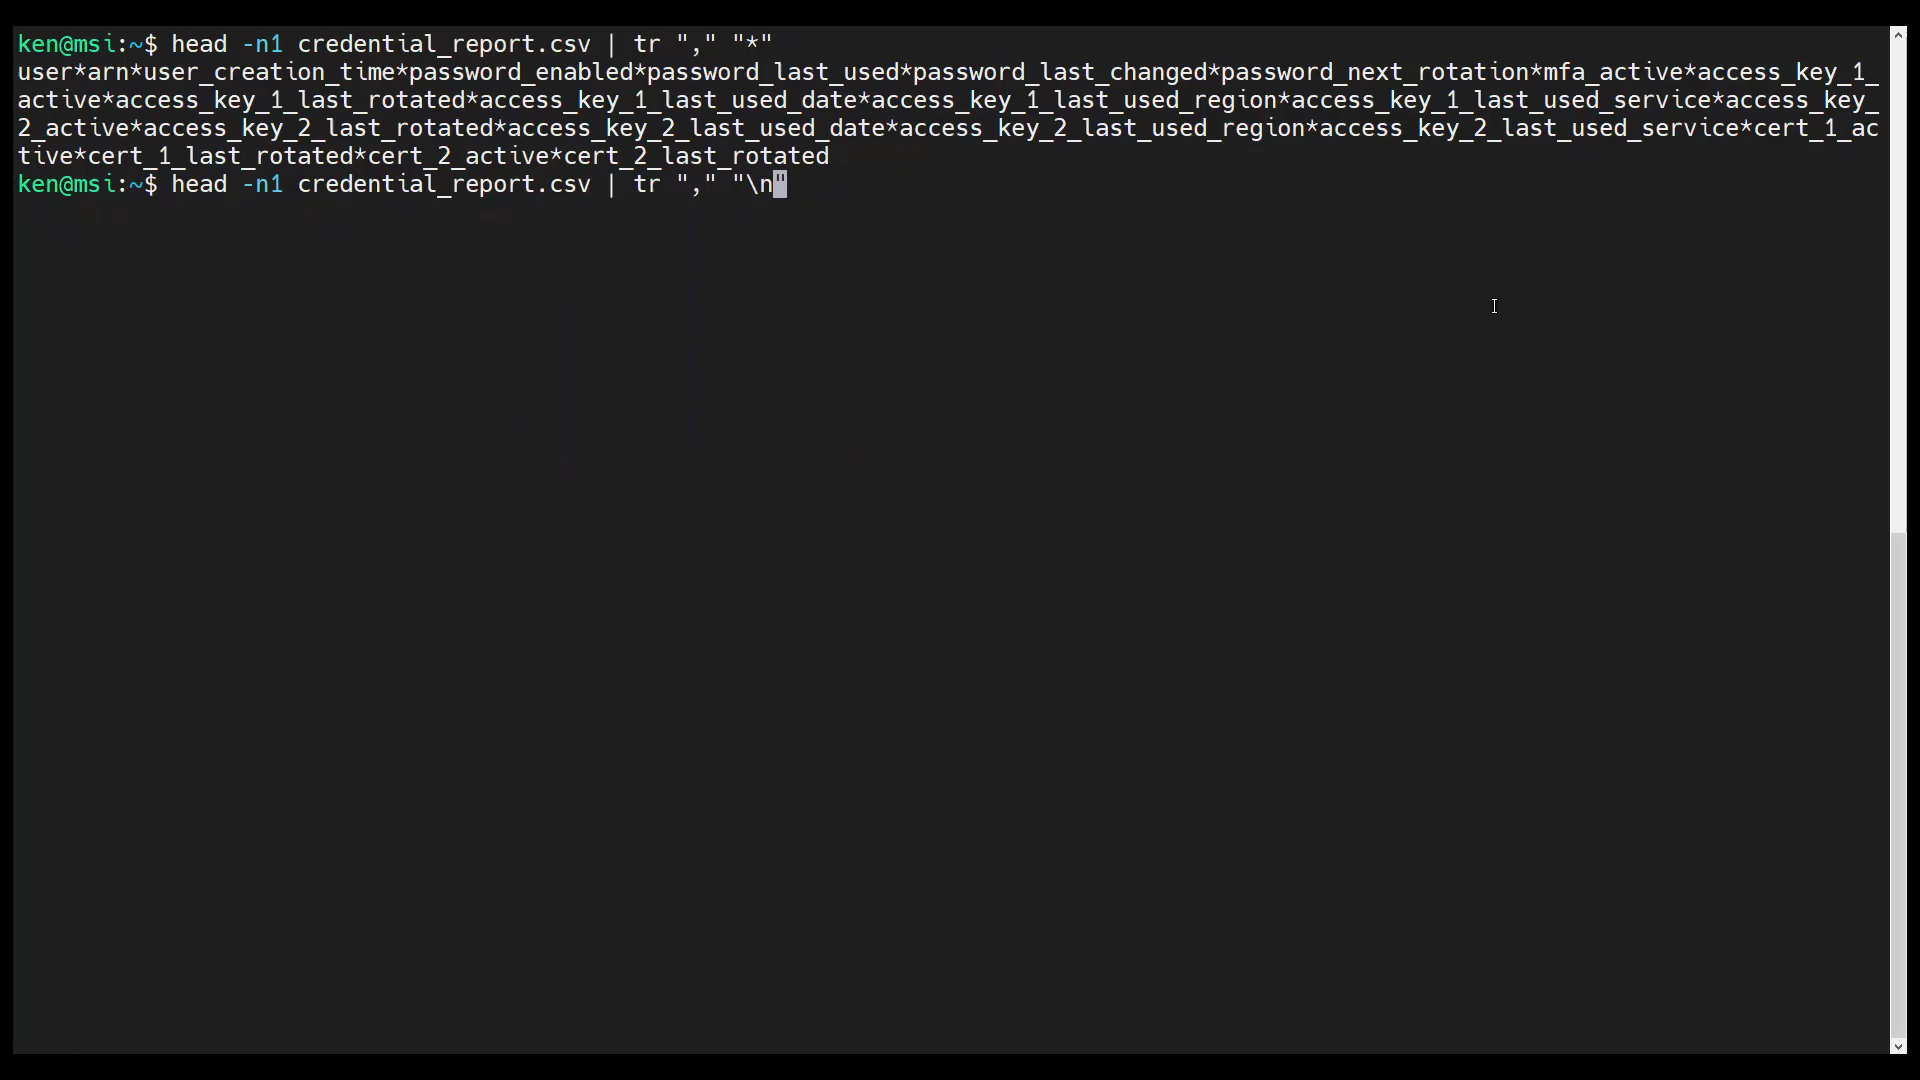 ken@msi:~$ head -n1 credential_report.csv | tr "," "*"
user*arn*user_creation_time*password_enabled*password_last_used*password_last_changed*password_next_rotation*mfa_active*access_key_1_
active*access_key_1_last_rotated*access_key_1_last_used_date*access_key_1_last_used_region*access_key_1_last_used_service*access_key_
2_active*access_key_2_last_rotated*access_key_2_last_used_date*access_key_2_last_used_region*access_key_2_last_used_service*cert_1_ac
tive*cert_1_last_rotated*cert_2_active*cert_2_last_rotated
ken@msi:~$ head -n1 credential_report.csv | tr "," "\n"